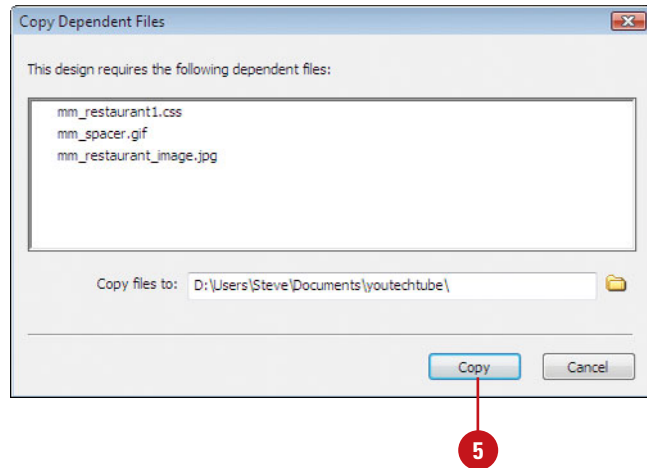 Copy Dependent Files
This design requires the following dependent files:
mm_restaurant1.css
mm_spacer.gif
mm_restaurant_image.jpg
Copy files to: D:\Users\Steve\Documents\youtechtube\
Copy Cancel
5